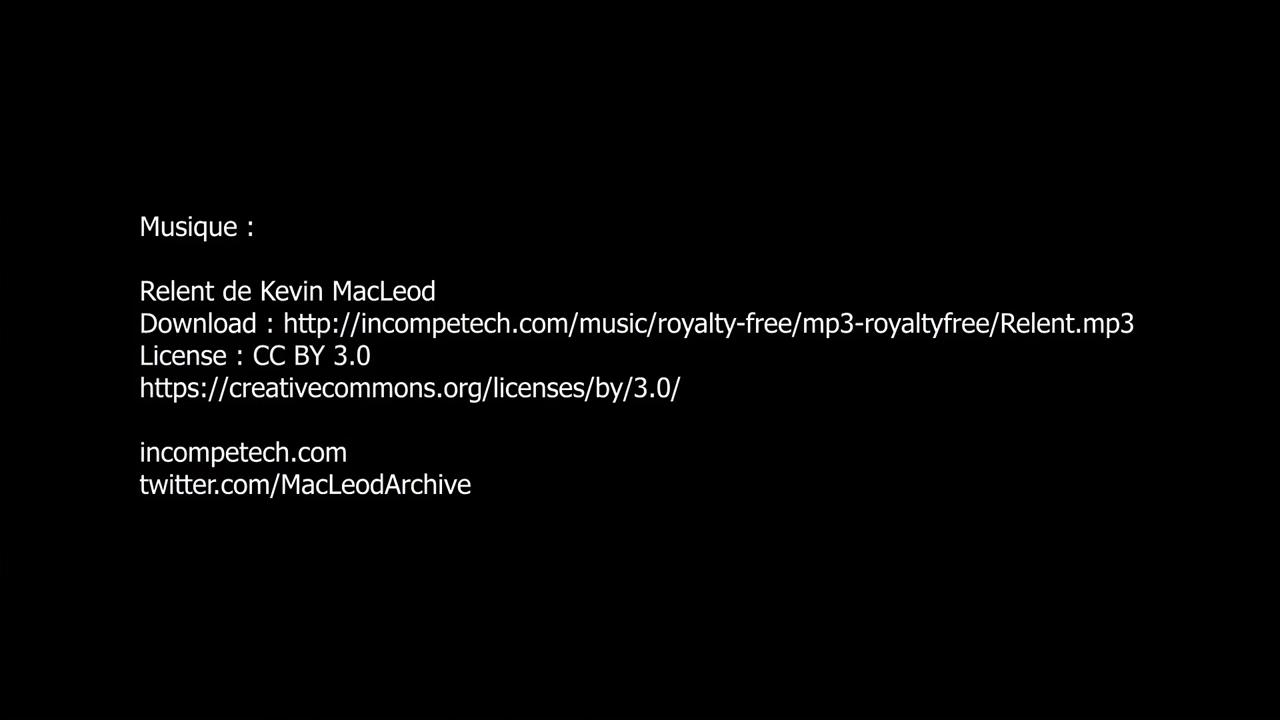 Musique :
Relent de Kevin MacLeod
Download : http://incompetech.com/music/royalty-free/mp3-royaltyfree/Relent.mp3
License : CC BY 3.0
https://creativecommons.org/licenses/by/3.0/
incompetech.com
twitter.com/MacLeodArchive